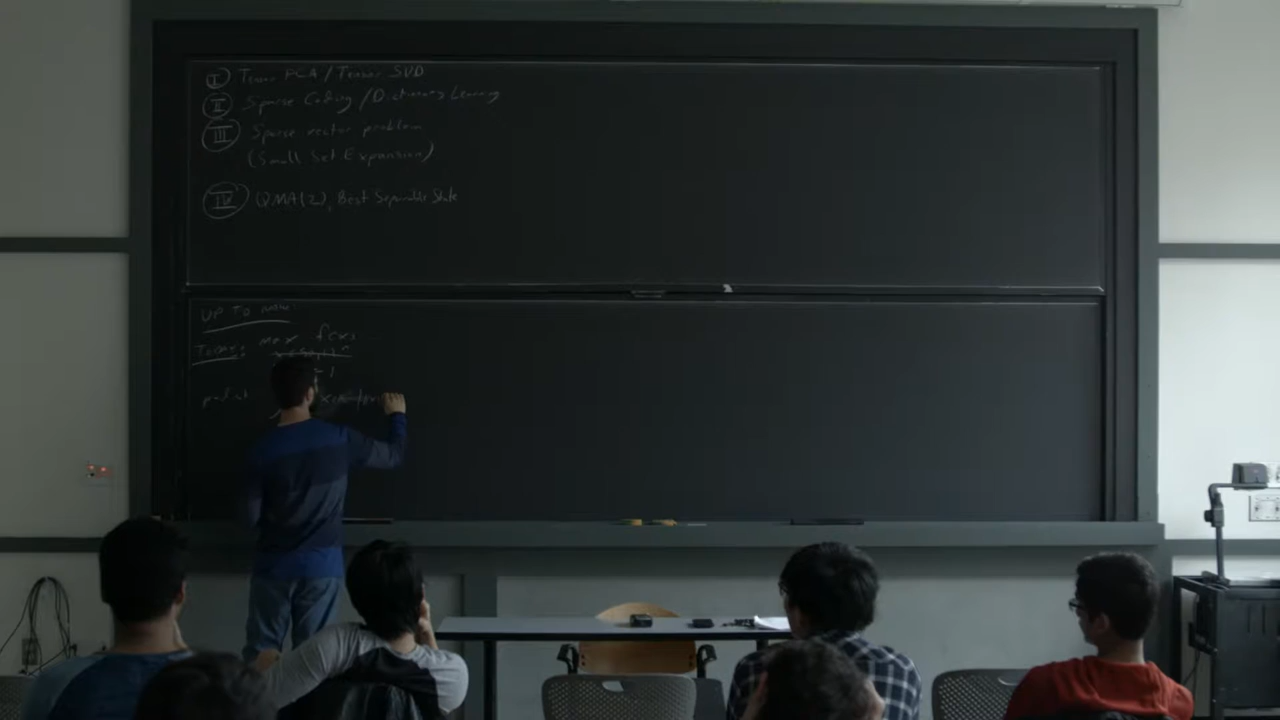 I Tensor PCA / Tensor SVD
II Sparse Coding / Dictionary Learning
III Sparse vector problem
(Small Set Expansion)
IV QMA(2), Best Separable State
UP TO NOW:
max f(x)